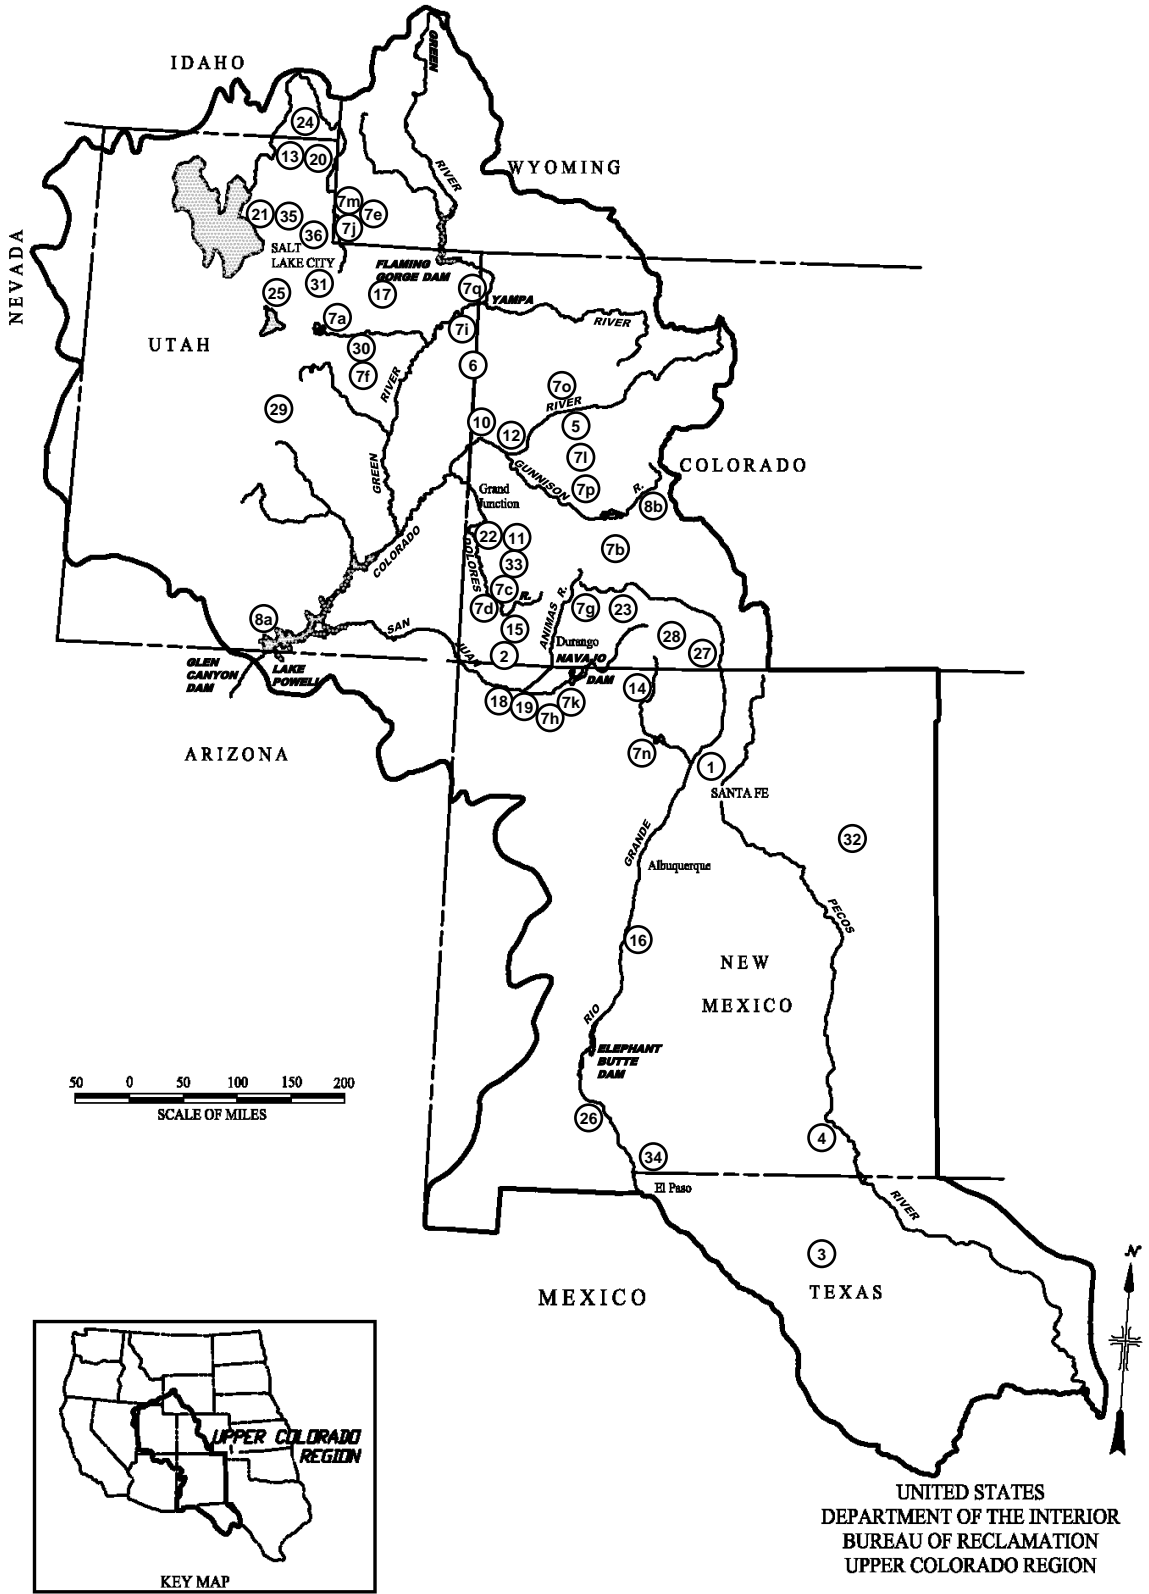 IDAHO
GREEN
RIVER
WYOMING
24
13
20
7m
7e
7j
21
35
36
NEVADA
SALT
LAKE CITY
FLAMING
GORGE DAM
31
25
17
7q
YAMPA
RIVER
7a
7i
UTAH
30
7f
6
RIVER
7o
RIVER
29
10
12
5
GREEN
GUNNISON
7l
COLORADO
7p
R.
8b
Grand
Junction
22
11
7b
COLORADO
DOLORES
33
7c
R.
7d
ANIMAS R.
7g
23
8a
SAN
JUAN
15
28
Durango
27
2
NAVAJO
DAM
GLEN
CANYON
DAM
LAKE
POWELL
14
18
19
7k
7h
ARIZONA
7n
1
SANTA FE
GRANDE
32
Albuquerque
PECOS
16
NEW
MEXICO
RIO
ELEPHANT
BUTTE
DAM
50 0 50 100 150 200
SCALE OF MILES
26
4
34
El Paso
RIVER
3
TEXAS
MEXICO
N
UPPER COLORADO
REGION
KEY MAP
UNITED STATES
DEPARTMENT OF THE INTERIOR
BUREAU OF RECLAMATION
UPPER COLORADO REGION